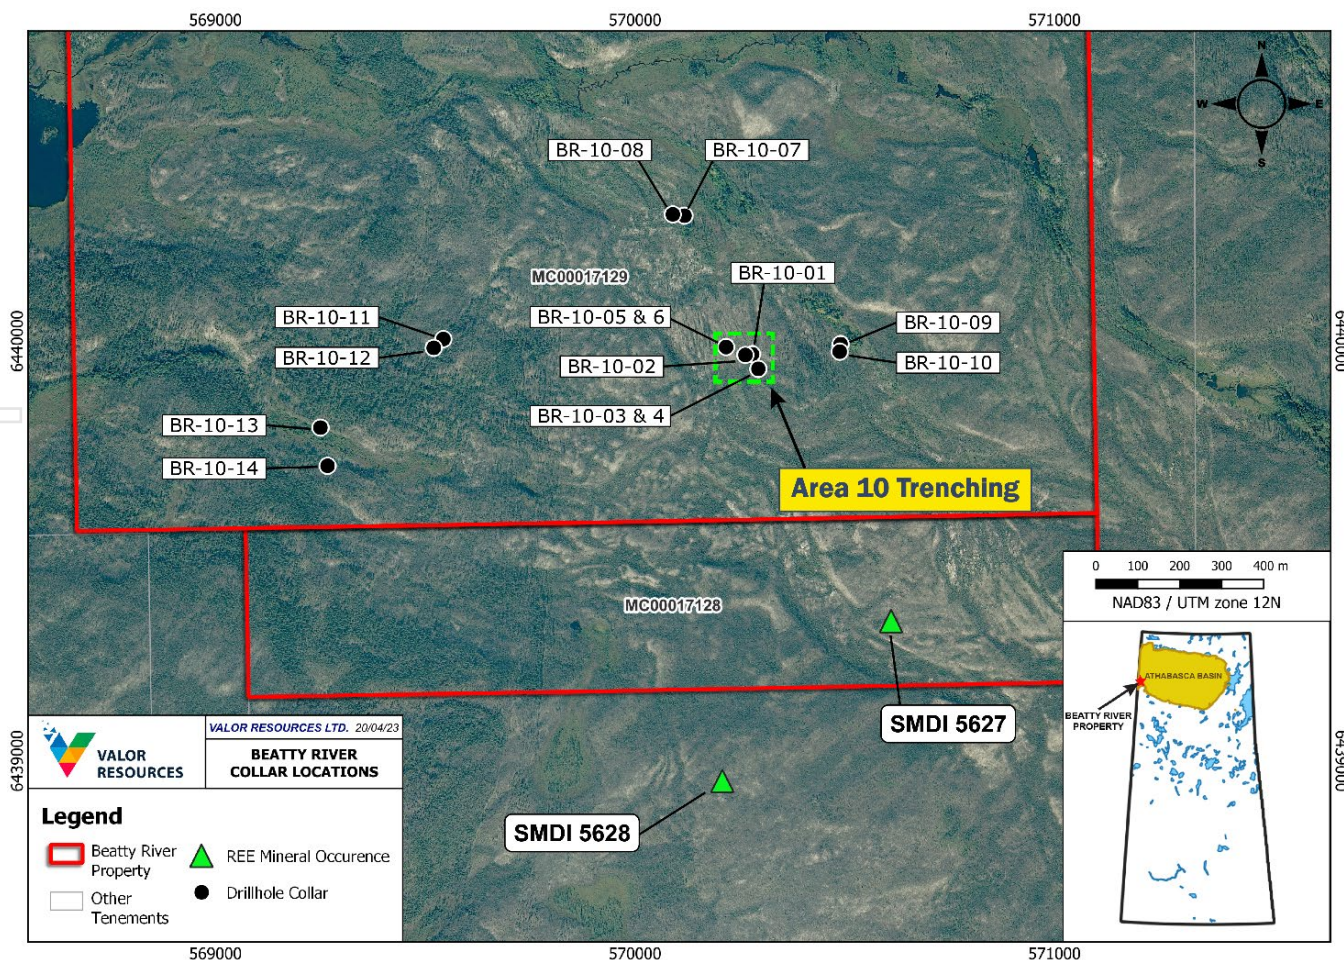 569000
570000
571000
N
W
E
S
BR-10-08
BR-10-07
MC00017129
BR-10-01
BR-10-11
BR-10-05 & 6
BR-10-09
6440000
6440000
BR-10-12
BR-10-02
BR-10-10
BR-10-03 & 4
BR-10-13
BR-10-14
Area 10 Trenching
0 100 200 300 400 m
NAD83 / UTM zone 12N
MC00017128
ATHABASCA BASIN
BEATTY RIVER
PROPERTY
SMDI 5627
VALOR
RESOURCES
VALOR RESOURCES LTD. 20/04/23
BEATTY RIVER
COLLAR LOCATIONS
6439000
6439000
SMDI 5628
Legend
Beatty River
Property
REE Mineral Occurence
Other
Tenements
Drillhole Collar
569000
570000
571000